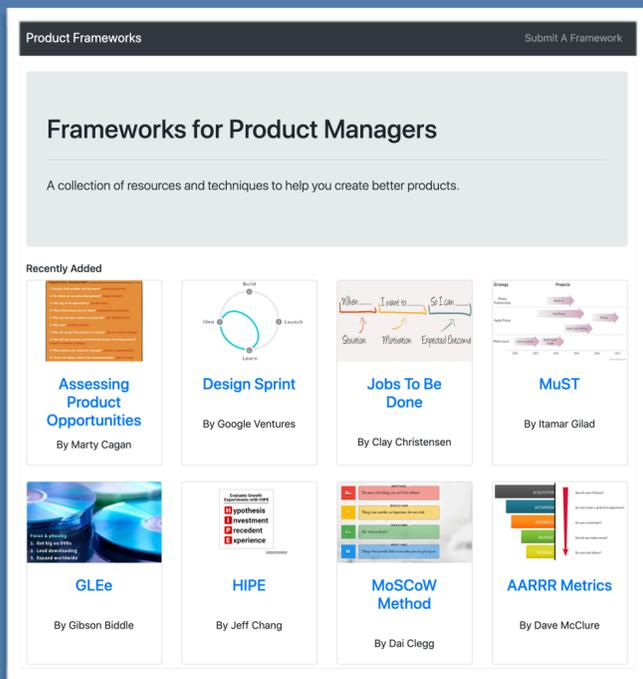 Product Frameworks
Submit A Framework
Frameworks for Product Managers
A collection of resources and techniques to help you create better products.
Recently Added
Assessing
Product
Opportunities
By Marty Cagan
Build
Idea
Launch
Learn
Design Sprint
By Google Ventures
When
I want to
So I can
Situation
Motivation
Expected Outcome
Jobs To Be
Done
By Clay Christensen
Strategy
Projects
MuST
By Itamar Gilad
Focus & phasing
1. Get big on DVDs
2. Lead downloading
3. Expand worldwide
GLEe
By Gibson Biddle
Evaluate Growth
Experiments with HIPE
Hypothesis
Investment
Precedent
Experience
HIPE
By Jeff Chang
MoSCoW
Method
By Dai Clegg
ACQUISITION
ACTIVATION
RETENTION
REVENUE
AARRR Metrics
By Dave McClure